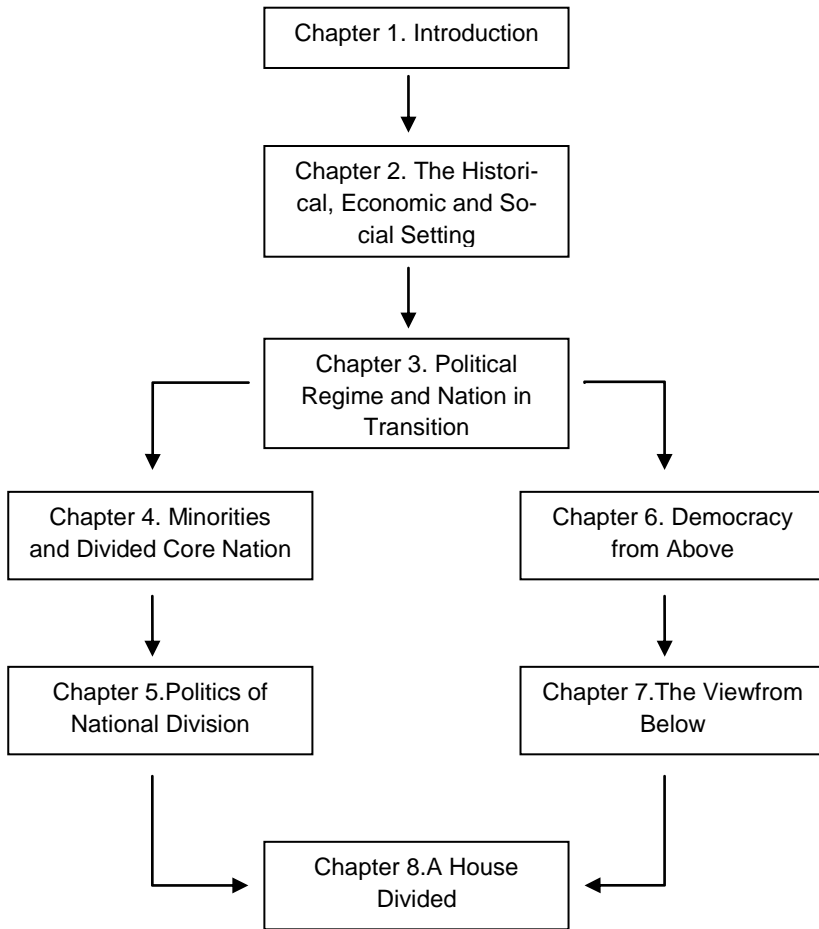 Chapter 1. Introduction
Chapter 2. The Histori-
cal, Economic and So-
cial Setting
Chapter 3. Political
Regime and Nation in
Transition
Chapter 4. Minorities
and Divided Core Nation
Chapter 6. Democracy
from Above
Chapter 5.Politics of
National Division
Chapter 7.The Viewfrom
Below
Chapter 8.A House
Divided